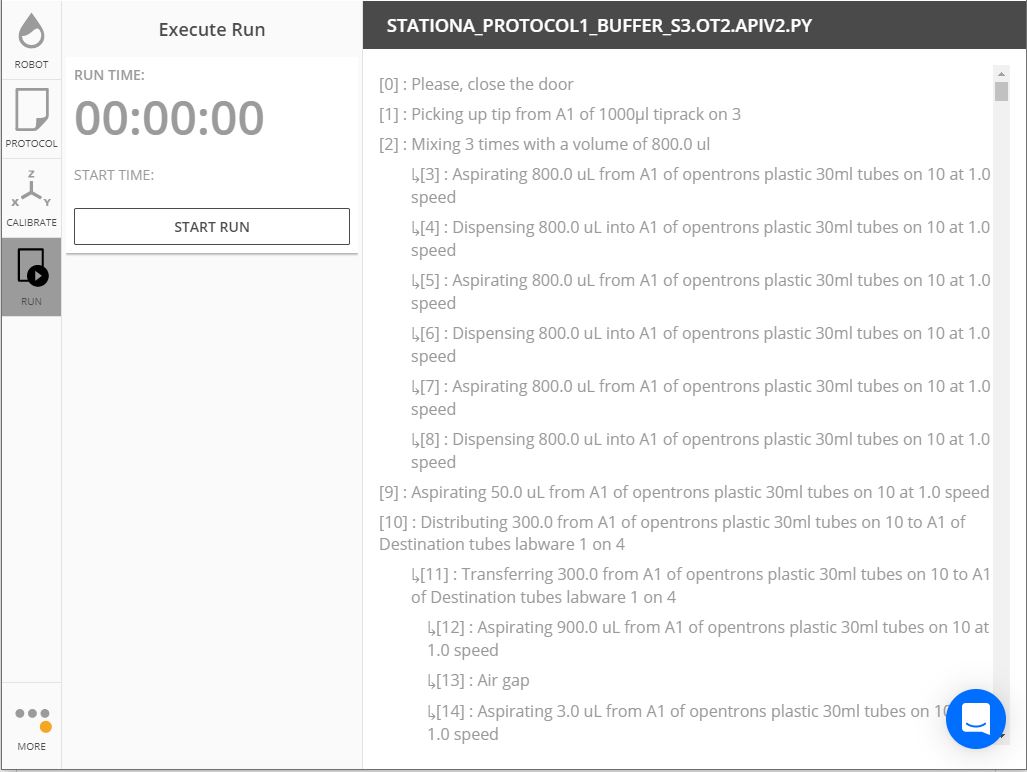 ROBOT
PROTOCOL
Z
X
Y
CALIBRATE
RUN
MORE
Execute Run
RUN TIME:
00:00:00
START TIME:
START RUN
STATIONA_PROTOCOL1_BUFFER_S3.OT2.APIV2.PY
[0] : Please, close the door
[1] : Picking up tip from A1 of 1000µl tiprack on 3
[2] : Mixing 3 times with a volume of 800.0 ul
↳[3] : Aspirating 800.0 uL from A1 of opentrons plastic 30ml tubes on 10 at 1.0
speed
↳[4] : Dispensing 800.0 uL into A1 of opentrons plastic 30ml tubes on 10 at 1.0
speed
↳[5] : Aspirating 800.0 uL from A1 of opentrons plastic 30ml tubes on 10 at 1.0
speed
↳[6] : Dispensing 800.0 uL into A1 of opentrons plastic 30ml tubes on 10 at 1.0
speed
↳[7] : Aspirating 800.0 uL from A1 of opentrons plastic 30ml tubes on 10 at 1.0
speed
↳[8] : Dispensing 800.0 uL into A1 of opentrons plastic 30ml tubes on 10 at 1.0
speed
[9] : Aspirating 50.0 uL from A1 of opentrons plastic 30ml tubes on 10 at 1.0 speed
[10] : Distributing 300.0 from A1 of opentrons plastic 30ml tubes on 10 to A1 of
Destination tubes labware 1 on 4
↳[11] : Transferring 300.0 from A1 of opentrons plastic 30ml tubes on 10 to A1
of Destination tubes labware 1 on 4
↳[12] : Aspirating 900.0 uL from A1 of opentrons plastic 30ml tubes on 10 at
1.0 speed
↳[13] : Air gap
↳[14] : Aspirating 3.0 uL from A1 of opentrons plastic 30ml tubes on 10
1.0 speed